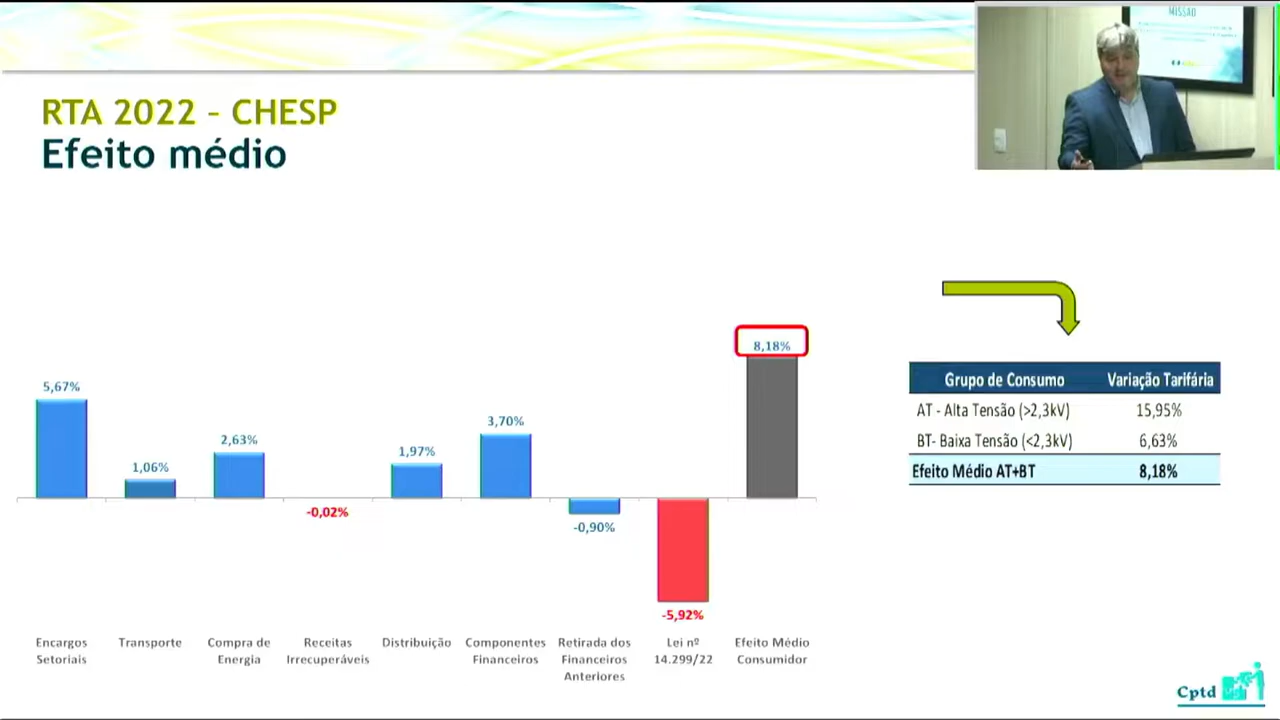 MISSÃO
RTA 2022 – CHESP
Efeito médio
5,67%
1,06%
2,63%
-0,02%
1,97%
3,70%
-0,90%
-5,92%
8,18%
Encargos
Setoriais
Transporte
Compra de
Energia
Receitas
Irrecuperáveis
Distribuição
Componentes
Financeiros
Retirada dos
Financeiros
Anteriores
Lei nº
14.299/22
Efeito Médio
Consumidor
Grupo de Consumo Variação Tarifária
AT - Alta Tensão (>2,3kV) 15,95%
BT- Baixa Tensão (<2,3kV) 6,63%
Efeito Médio AT+BT 8,18%
Cptd